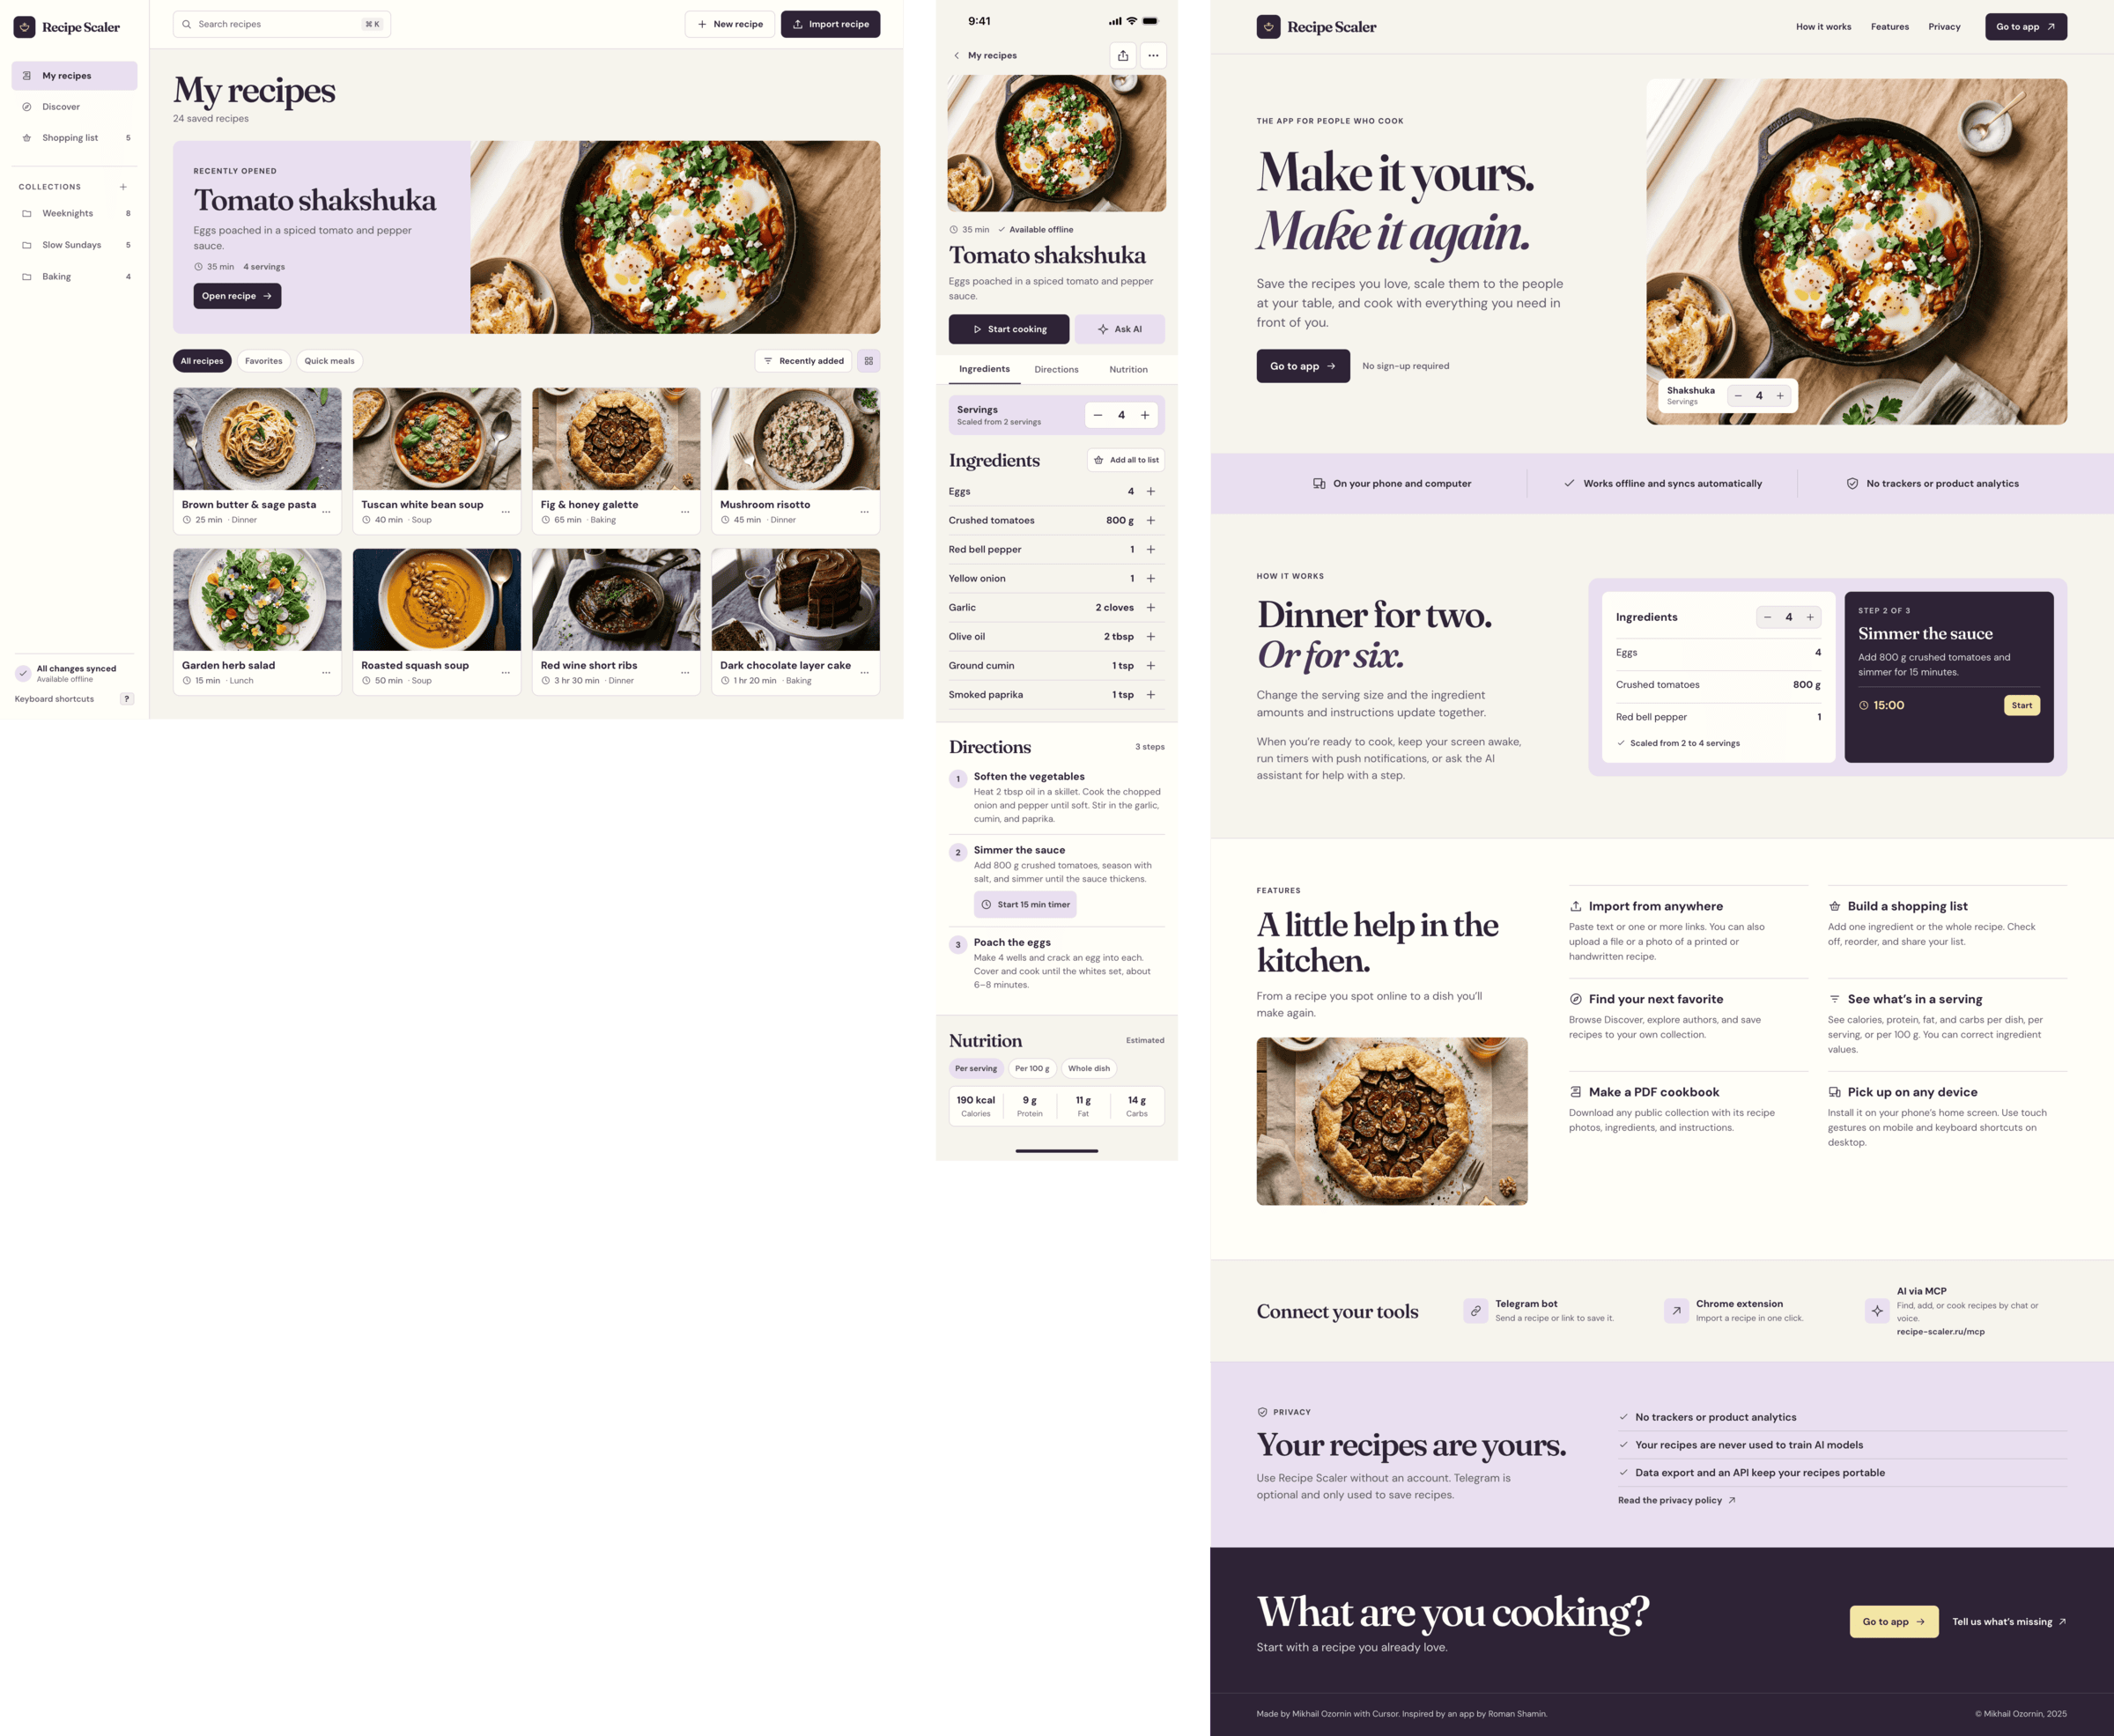 Recipe Scaler
My recipes
Discover
Shopping list 5
COLLECTIONS
Weeknights 8
Slow Sundays 5
Baking 4
All changes synced
Available offline
Keyboard shortcuts ?
Search recipes ⌘ K
New recipe
Import recipe
My recipes
24 saved recipes
RECENTLY OPENED
Tomato shakshuka
Eggs poached in a spiced tomato and pepper
sauce.
35 min 4 servings
Open recipe →
All recipes Favorites Quick meals
Recently added
Brown butter & sage pasta ...
25 min · Dinner
Tuscan white bean soup ...
40 min · Soup
Fig & honey galette ...
65 min · Baking
Mushroom risotto ...
45 min · Dinner
Garden herb salad ...
15 min · Lunch
Roasted squash soup ...
50 min · Soup
Red wine short ribs ...
3 hr 30 min · Dinner
Dark chocolate layer cake ...
1 hr 20 min · Baking
9:41
My recipes
35 min Available offline
Tomato shakshuka
Eggs poached in a spiced tomato and pepper
sauce.
Start cooking
Ask AI
Ingredients Directions Nutrition
Servings
Scaled from 2 servings
− 4 +
Ingredients
Add all to list
Eggs 4 +
Crushed tomatoes 800 g +
Red bell pepper 1 +
Yellow onion 1 +
Garlic 2 cloves +
Olive oil 2 tbsp +
Ground cumin 1 tsp +
Smoked paprika 1 tsp +
Directions 3 steps
1 Soften the vegetables
Heat 2 tbsp oil in a skillet. Cook the chopped
onion and pepper until soft. Stir in the garlic,
cumin, and paprika.
2 Simmer the sauce
Add 800 g crushed tomatoes, season with
salt, and simmer until the sauce thickens.
Start 15 min timer
3 Poach the eggs
Make 4 wells and crack an egg into each.
Cover and cook until the whites set, about
6–8 minutes.
Nutrition Estimated
Per serving Per 100 g Whole dish
190 kcal 9 g 11 g 14 g
Calories Protein Fat Carbs
Recipe Scaler
How it works Features Privacy Go to app ↗
THE APP FOR PEOPLE WHO COOK
Make it yours.
Make it again.
Save the recipes you love, scale them to the people
at your table, and cook with everything you need in
front of you.
Go to app → No sign-up required
Shakshuka
Servings
− 4 +
On your phone and computer
Works offline and syncs automatically
No trackers or product analytics
HOW IT WORKS
Dinner for two.
Or for six.
Change the serving size and the ingredient
amounts and instructions update together.
When you’re ready to cook, keep your screen awake,
run timers with push notifications, or ask the AI
assistant for help with a step.
Ingredients − 4 +
Eggs 4
Crushed tomatoes 800 g
Red bell pepper 1
Scaled from 2 to 4 servings
STEP 2 OF 3
Simmer the sauce
Add 800 g crushed tomatoes and
simmer for 15 minutes.
15:00 Start
FEATURES
A little help in the
kitchen.
From a recipe you spot online to a dish you’ll
make again.
Import from anywhere
Paste text or one or more links. You can also
upload a file or a photo of a printed or
handwritten recipe.
Build a shopping list
Add one ingredient or the whole recipe. Check
off, reorder, and share your list.
Find your next favorite
Browse Discover, explore authors, and save
recipes to your own collection.
See what’s in a serving
See calories, protein, fat, and carbs per dish, per
serving, or per 100 g. You can correct ingredient
values.
Make a PDF cookbook
Download any public collection with its recipe
photos, ingredients, and instructions.
Pick up on any device
Install it on your phone’s home screen. Use touch
gestures on mobile and keyboard shortcuts on
desktop.
Connect your tools
Telegram bot
Send a recipe or link to save it.
Chrome extension
Import a recipe in one click.
AI via MCP
Find, add, or cook recipes by chat or
voice.
recipe-scaler.ru/mcp
PRIVACY
Your recipes are yours.
Use Recipe Scaler without an account. Telegram is
optional and only used to save recipes.
No trackers or product analytics
Your recipes are never used to train AI models
Data export and an API keep your recipes portable
Read the privacy policy ↗
What are you cooking?
Start with a recipe you already love.
Go to app →
Tell us what’s missing ↗
Made by Mikhail Ozornin with Cursor. Inspired by an app by Roman Shamin.
© Mikhail Ozornin, 2025